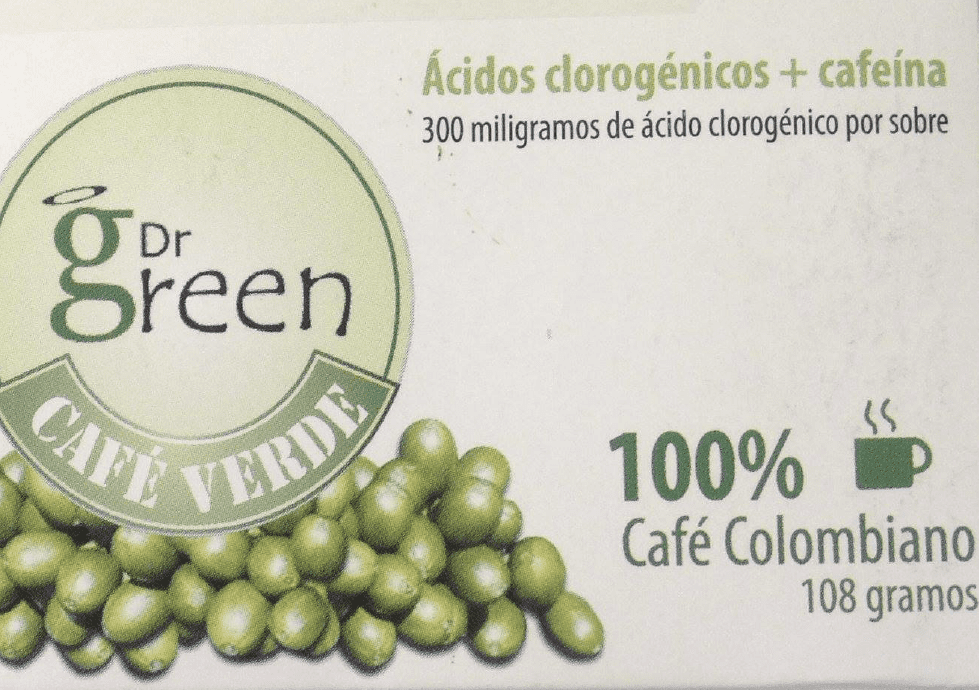 Ácidos clorogénicos + cafeína
300 miligramos de ácido clorogénico por sobre
Dr
green
CAFÉ VERDE
100%
Café Colombiano
108 gramos